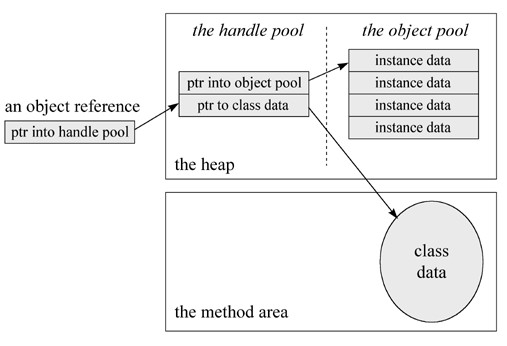 the handle pool
the object pool
instance data
ptr into object pool
instance data
an object reference
ptr to class data
instance data
ptr into handle pool
instance data
the heap
class
data
the method area